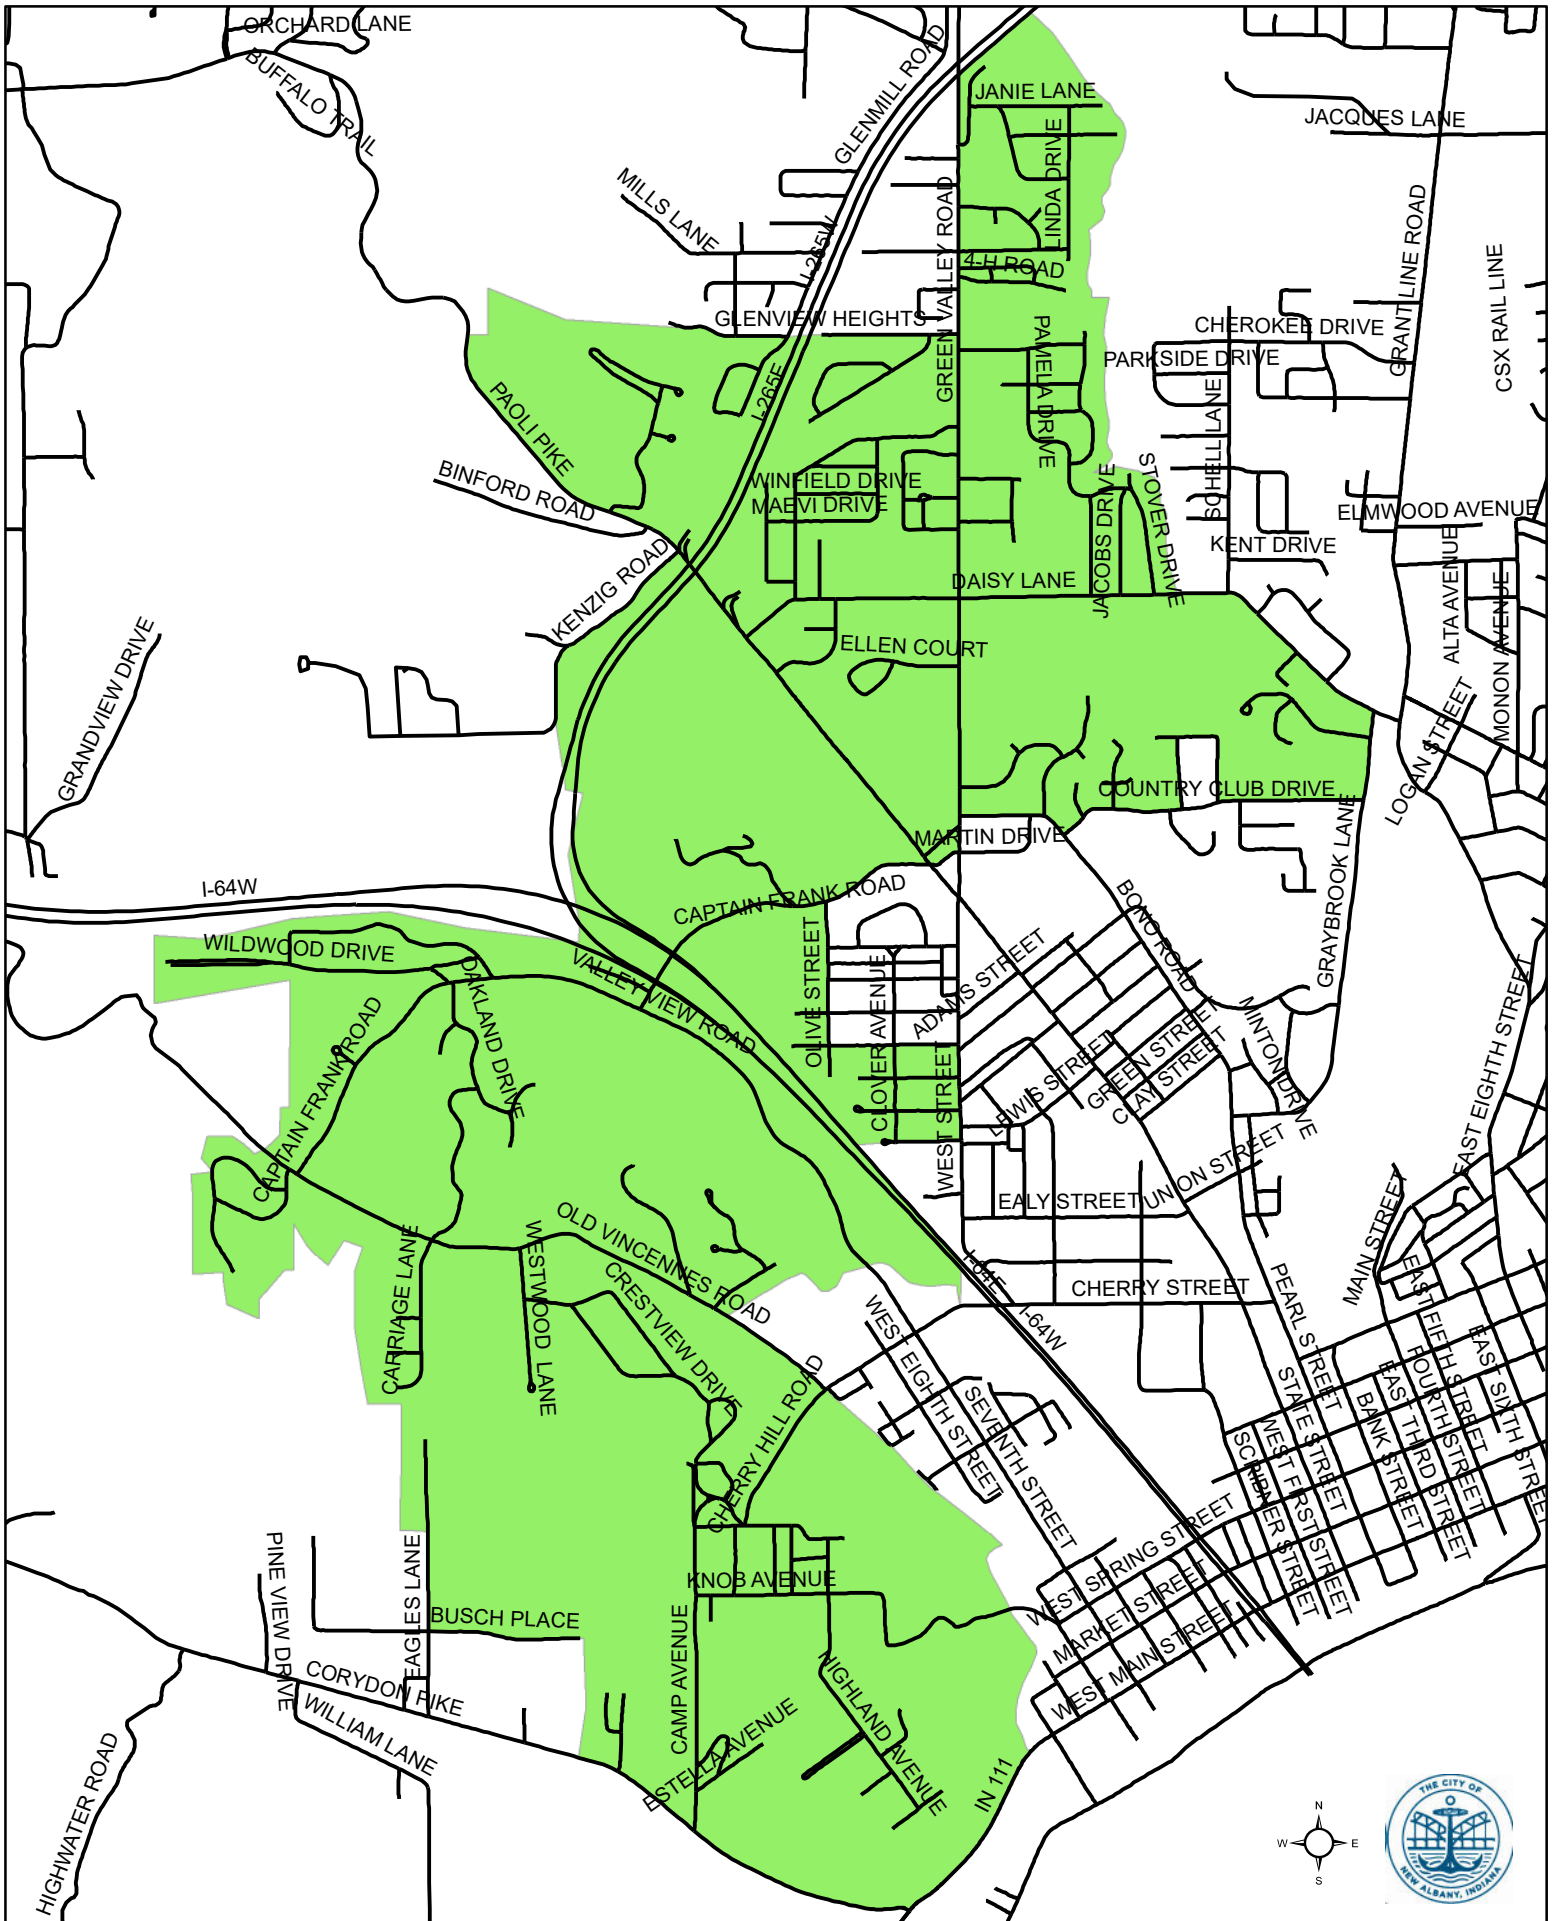 ORCHARD LANE
BUFFALO TRAIL
GLENMILL ROAD
JANIE LANE
JACQUES LANE
LINDA DRIVE
MILLS LANE
I-265W
GREEN VALLEY ROAD
4-H ROAD
GRANT LINE ROAD
CSX RAIL LINE
GLENVIEW HEIGHTS
PAMELA DRIVE
CHEROKEE DRIVE
PARKSIDE DRIVE
I-265E
PAOLI PIKE
SCHELL LANE
BINFORD ROAD
WINFIELD DRIVE
MAEVI DRIVE
JACOBS DRIVE
STOVER DRIVE
ELMWOOD AVENUE
KENT DRIVE
KENZIG ROAD
DAISY LANE
ALTA AVENUE
MONON AVENUE
GRANDVIEW DRIVE
ELLEN COURT
LOGAN STREET
COUNTRY CLUB DRIVE
MARTIN DRIVE
GRAYBROOK LANE
I-64W
CAPTAIN FRANK ROAD
BONO ROAD
WILDWOOD DRIVE
OAKLAND DRIVE
VALLEY VIEW ROAD
OLIVE STREET
CLOVER AVENUE
ADAMS STREET
EAST EIGHTH STREET
CAPTAIN FRANK ROAD
WEST STREET
LEWIS STREET
GREEN STREET
CLAY STREET
MINTON DRIVE
EALY STREET
UNION STREET
MAIN STREET
CARRIAGE LANE
WESTWOOD LANE
OLD VINCENNES ROAD
CRESTVIEW DRIVE
I-64E
I-64W
CHERRY STREET
PEARL STREET
EAST FIFTH STREET
EAST SIXTH STREET
WEST EIGHTH STREET
SEVENTH STREET
CHERRY HILL ROAD
STATE STREET
BANK STREET
EAST THIRD STREET
FOURTH STREET
SCRIBNER STREET
WEST FIRST STREET
WEST SPRING STREET
MARKET STREET
WEST MAIN STREET
PINE VIEW DRIVE
EAGLES LANE
BUSCH PLACE
KNOB AVENUE
CAMP AVENUE
HIGHLAND AVENUE
CORYDON PIKE
WILLIAM LANE
ESTELLA AVENUE
IN 111
HIGHWATER ROAD
N
W E
S
THE CITY OF
NEW ALBANY, INDIANA